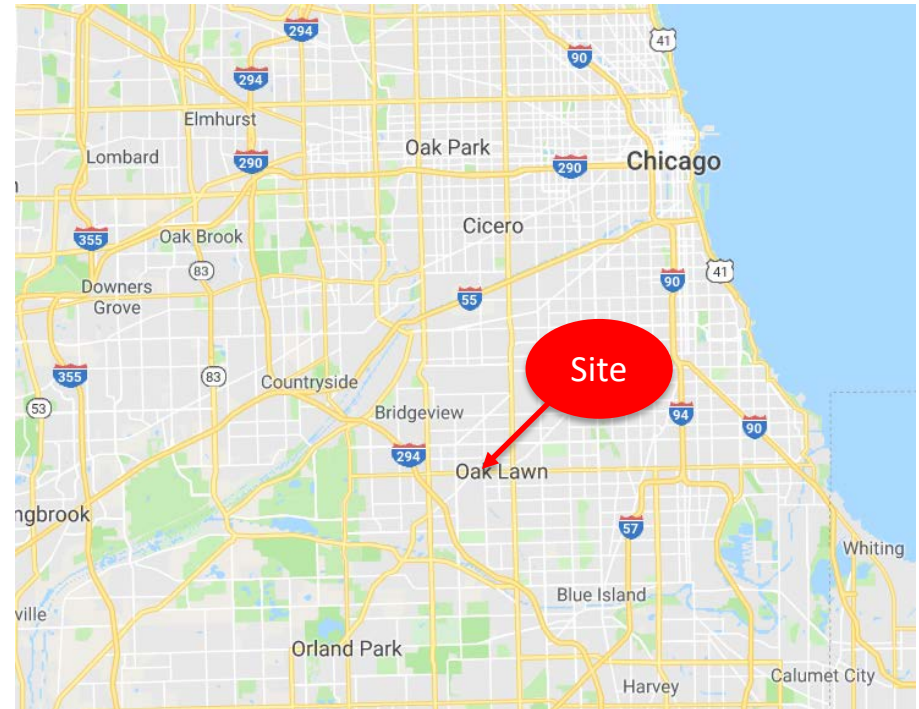 294
41
90
294
Elmhurst
Oak Park
Lombard
290
290
Chicago
Cicero
355
Oak Brook
83
41
90
Downers
Grove
55
Site
355
83
Countryside
53
Bridgeview
94
90
294
Oak Lawn
ngbrook
57
Whiting
Blue Island
ville
Orland Park
Harvey
Calumet City